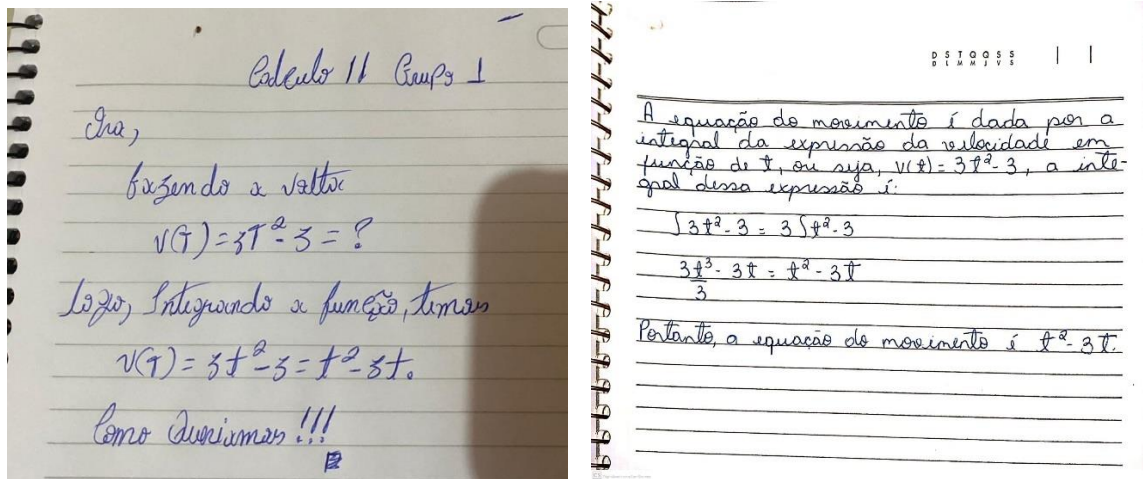 Calculo II Grupo 1
Ora,
fazendo a volta
v(T) = 3T² - 3 = ?
Logo, Integrando a função, temos
v(T) = 3t² - 3 = t² - 3t.
Como Queriamos!!!
D S T Q Q S S
D L M M J V S
A equação do movimento é dada por a
integral da expressão da velocidade em
função de t, ou seja, v(t) = 3t² - 3, a inte-
gral dessa expressão é:
∫3t² - 3 = 3∫t² - 3
3t³/3 - 3t = t² - 3t
Portanto, a equação do movimento é t² - 3t.